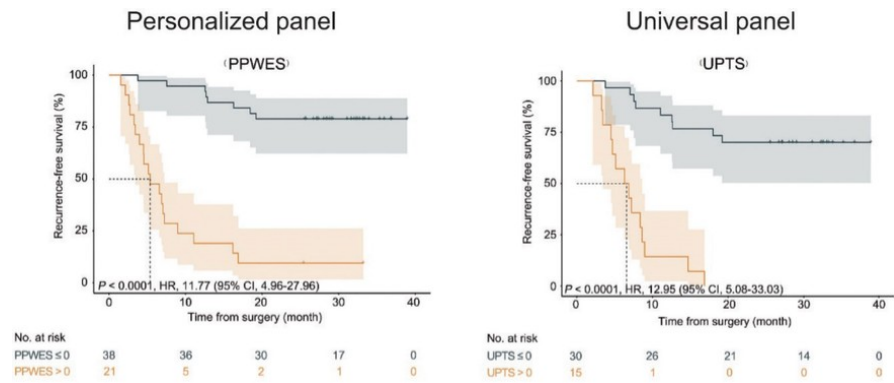 Personalized panel
(PPWES)
Recurrence-free survival (%)
100
75
50
25
0
P < 0.0001, HR, 11.77 (95% CI, 4.96-27.96)
0 10 20 30 40
Time from surgery (month)
No. at risk
PPWES ≤ 0 38 36 30 17 0
PPWES > 0 21 5 2 1 0
Universal panel
(UPTS)
Recurrence-free survival (%)
100
75
50
25
0
P < 0.0001, HR, 12.95 (95% CI, 5.08-33.03)
0 10 20 30 40
Time from surgery (month)
No. at risk
UPTS ≤ 0 30 26 21 14 0
UPTS > 0 15 1 0 0 0